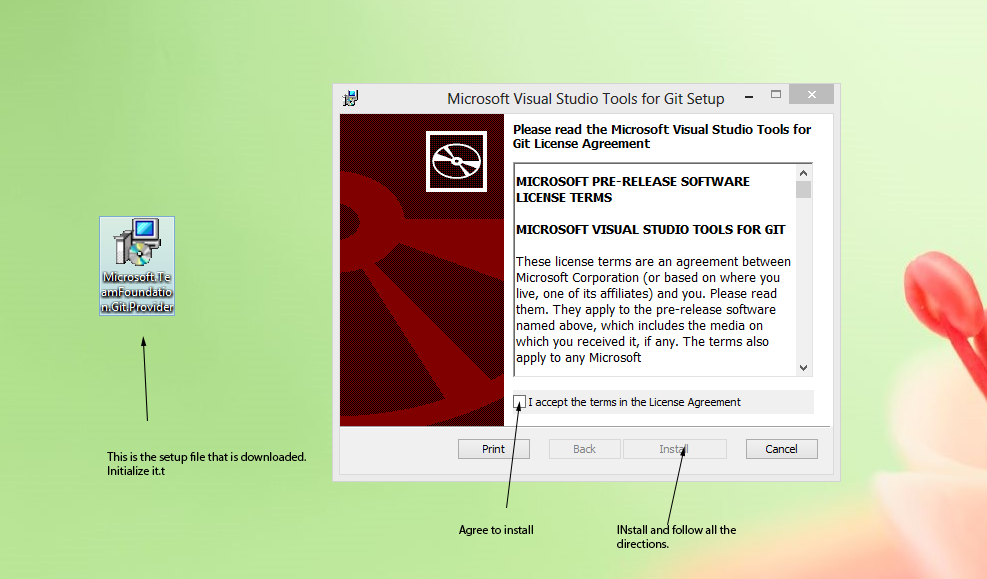 Microsoft Visual Studio Tools for Git Setup
Please read the Microsoft Visual Studio Tools for
Git License Agreement
MICROSOFT PRE-RELEASE SOFTWARE
LICENSE TERMS
MICROSOFT VISUAL STUDIO TOOLS FOR GIT
These license terms are an agreement between
Microsoft Corporation (or based on where you
live, one of its affiliates) and you. Please read
them. They apply to the pre-release software
named above, which includes the media on
which you received it, if any. The terms also
apply to any Microsoft
I accept the terms in the License Agreement
Print Back Install Cancel
Microsoft.Te
amFoundatio
n.Git.Provider
This is the setup file that is downloaded.
Initialize it.t
Agree to install
INstall and follow all the
directions.